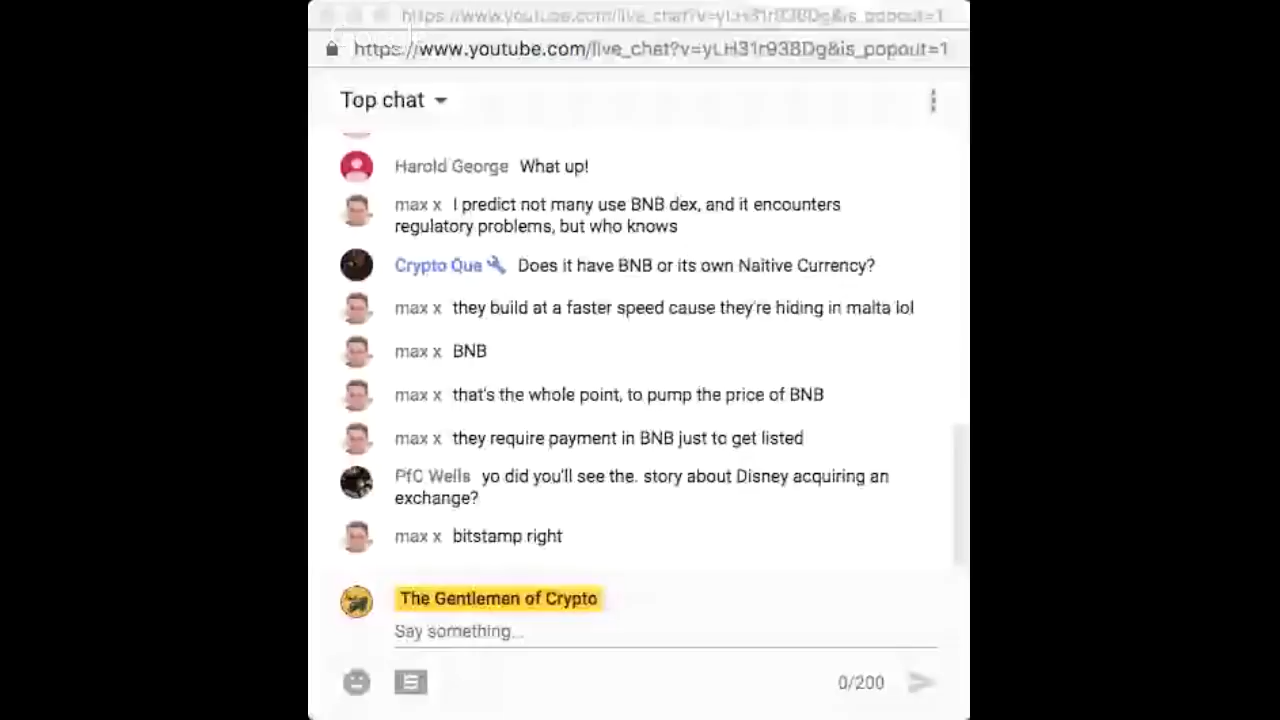 https://www.youtube.com/live_chat?v=yLH31r938Dg&is_popout=1
https://www.youtube.com/live_chat?v=yLH31r938Dg&is_popout=1
Top chat
Harold George What up!
max x I predict not many use BNB dex, and it encounters
regulatory problems, but who knows
Crypto Que Does it have BNB or its own Naitive Currency?
max x they build at a faster speed cause they're hiding in malta lol
max x BNB
max x that's the whole point, to pump the price of BNB
max x they require payment in BNB just to get listed
PfC Wells yo did you'll see the. story about Disney acquiring an
exchange?
max x bitstamp right
The Gentlemen of Crypto
Say something...
0/200